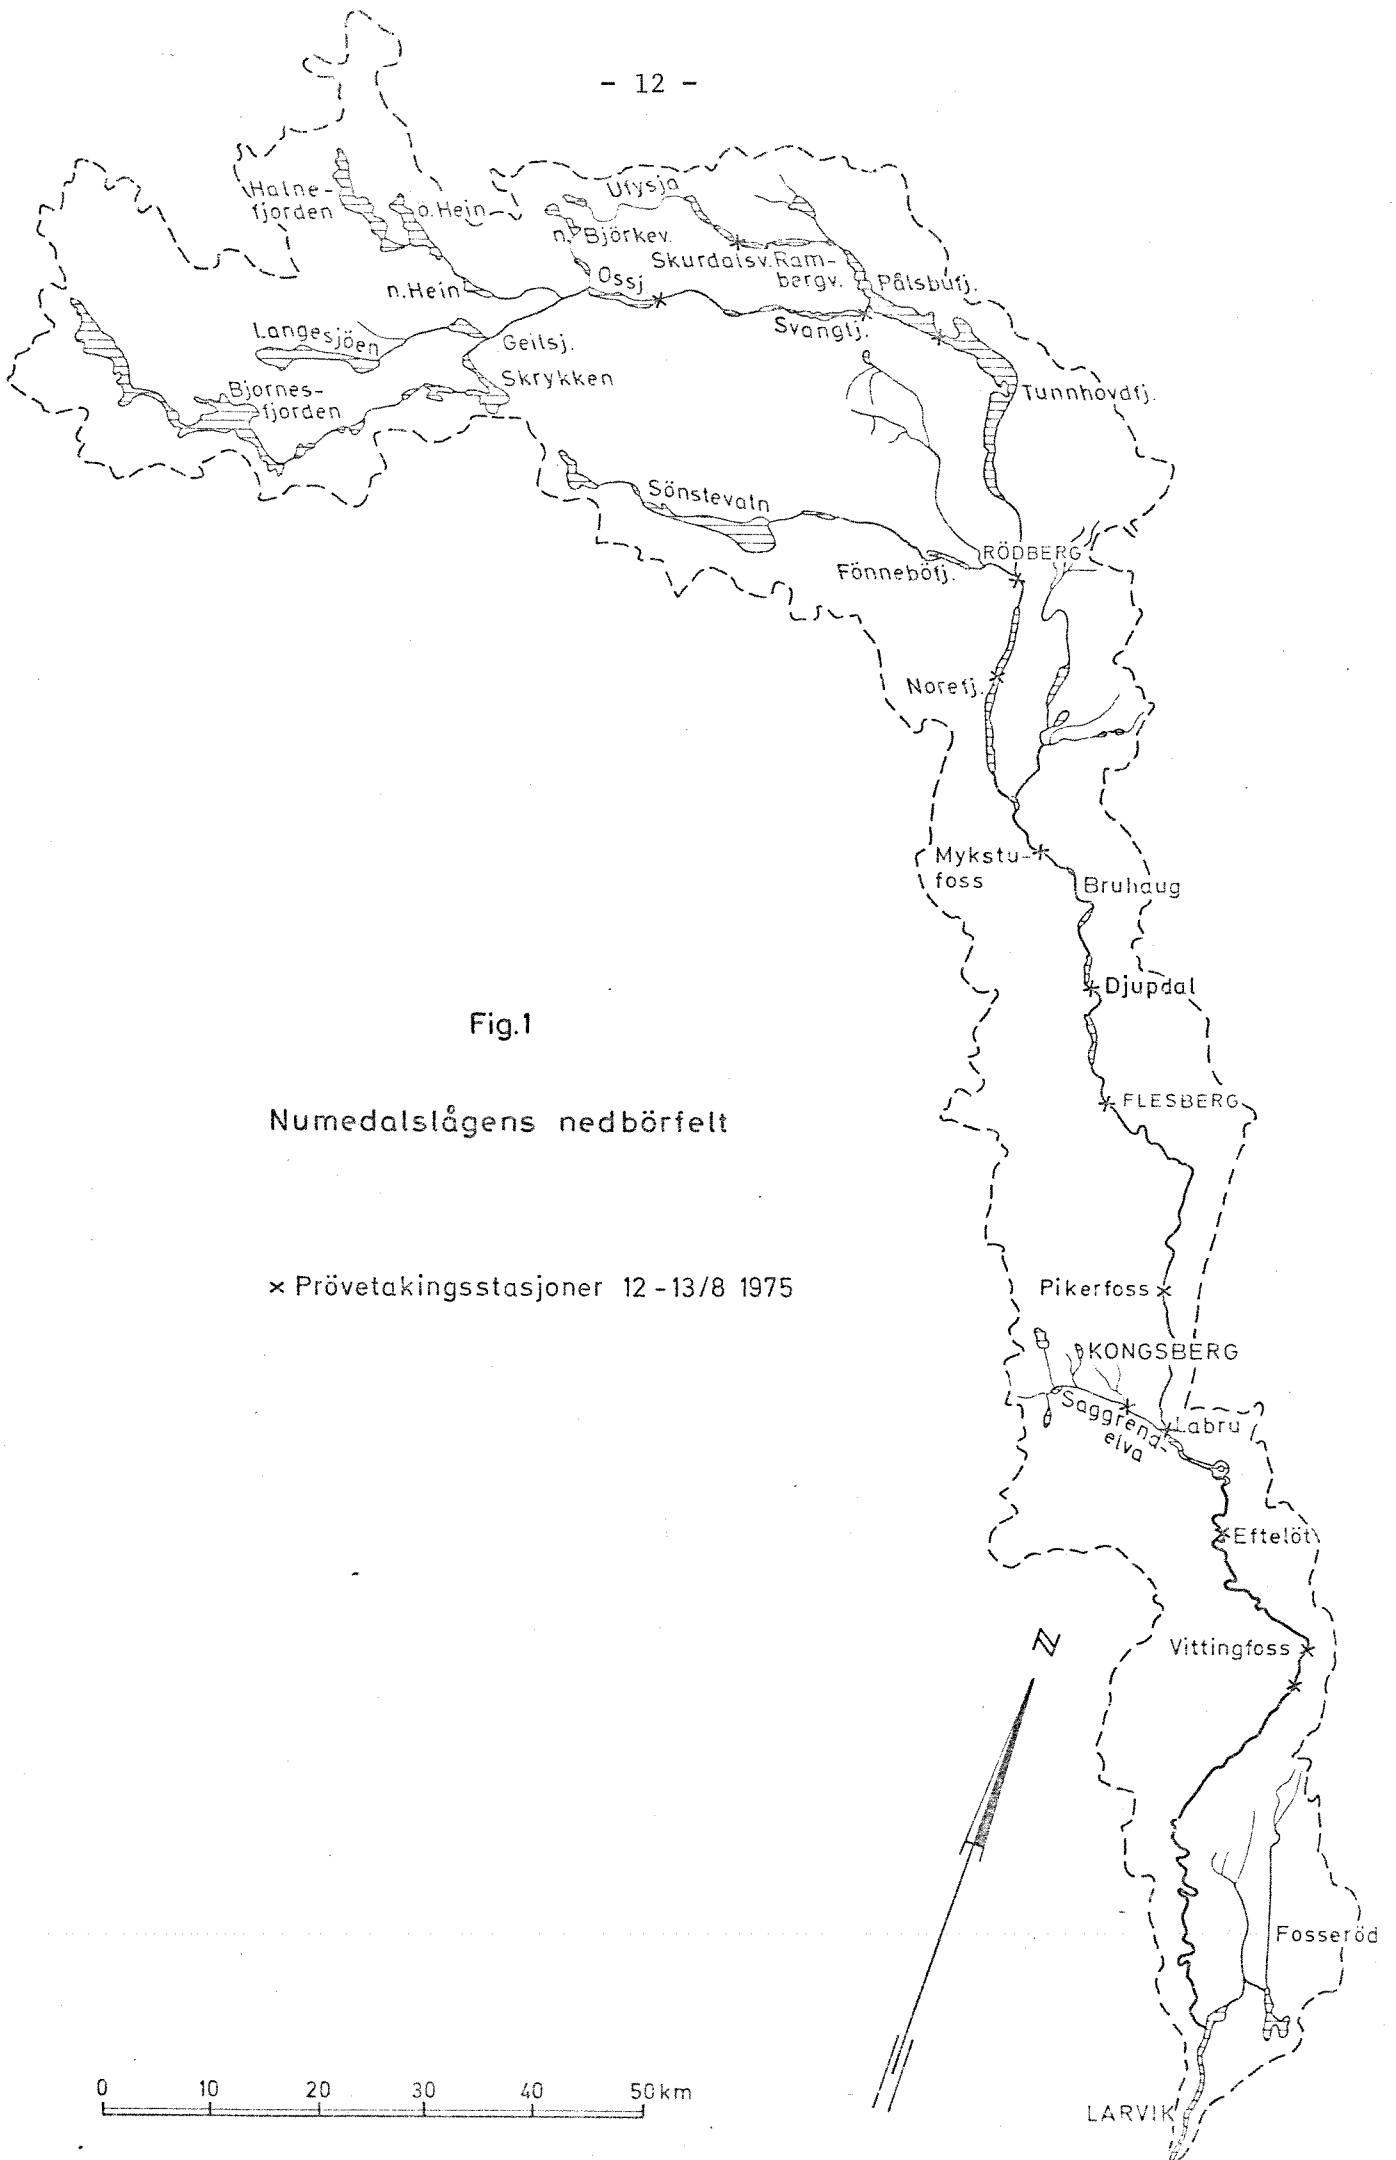 - 12 -
Halne-
fjorden
ö.Hein
Ufysja
n. Björkev.
Skurdalsv.
Ram-
bergv.
Pålsbufj.
Ossj
n.Hein
Svangtj.
Langesjöen
Geitsj.
Skrykken
Tunnhovdfj.
Bjornes-
fjorden
Sönstevatn
RÖDBERG
Fönneböfj.
Norefj.
Mykstu-
foss
Bruhaug
Djupdal
Fig.1
FLESBERG
Numedalslågens nedbörfelt
× Prövetakingsstasjoner 12-13/8 1975
Pikerfoss
KONGSBERG
Saggrend-
elva
Labru
Eftelöt
N
Vittingfoss
Fosseröd
0 10 20 30 40 50km
LARVIK